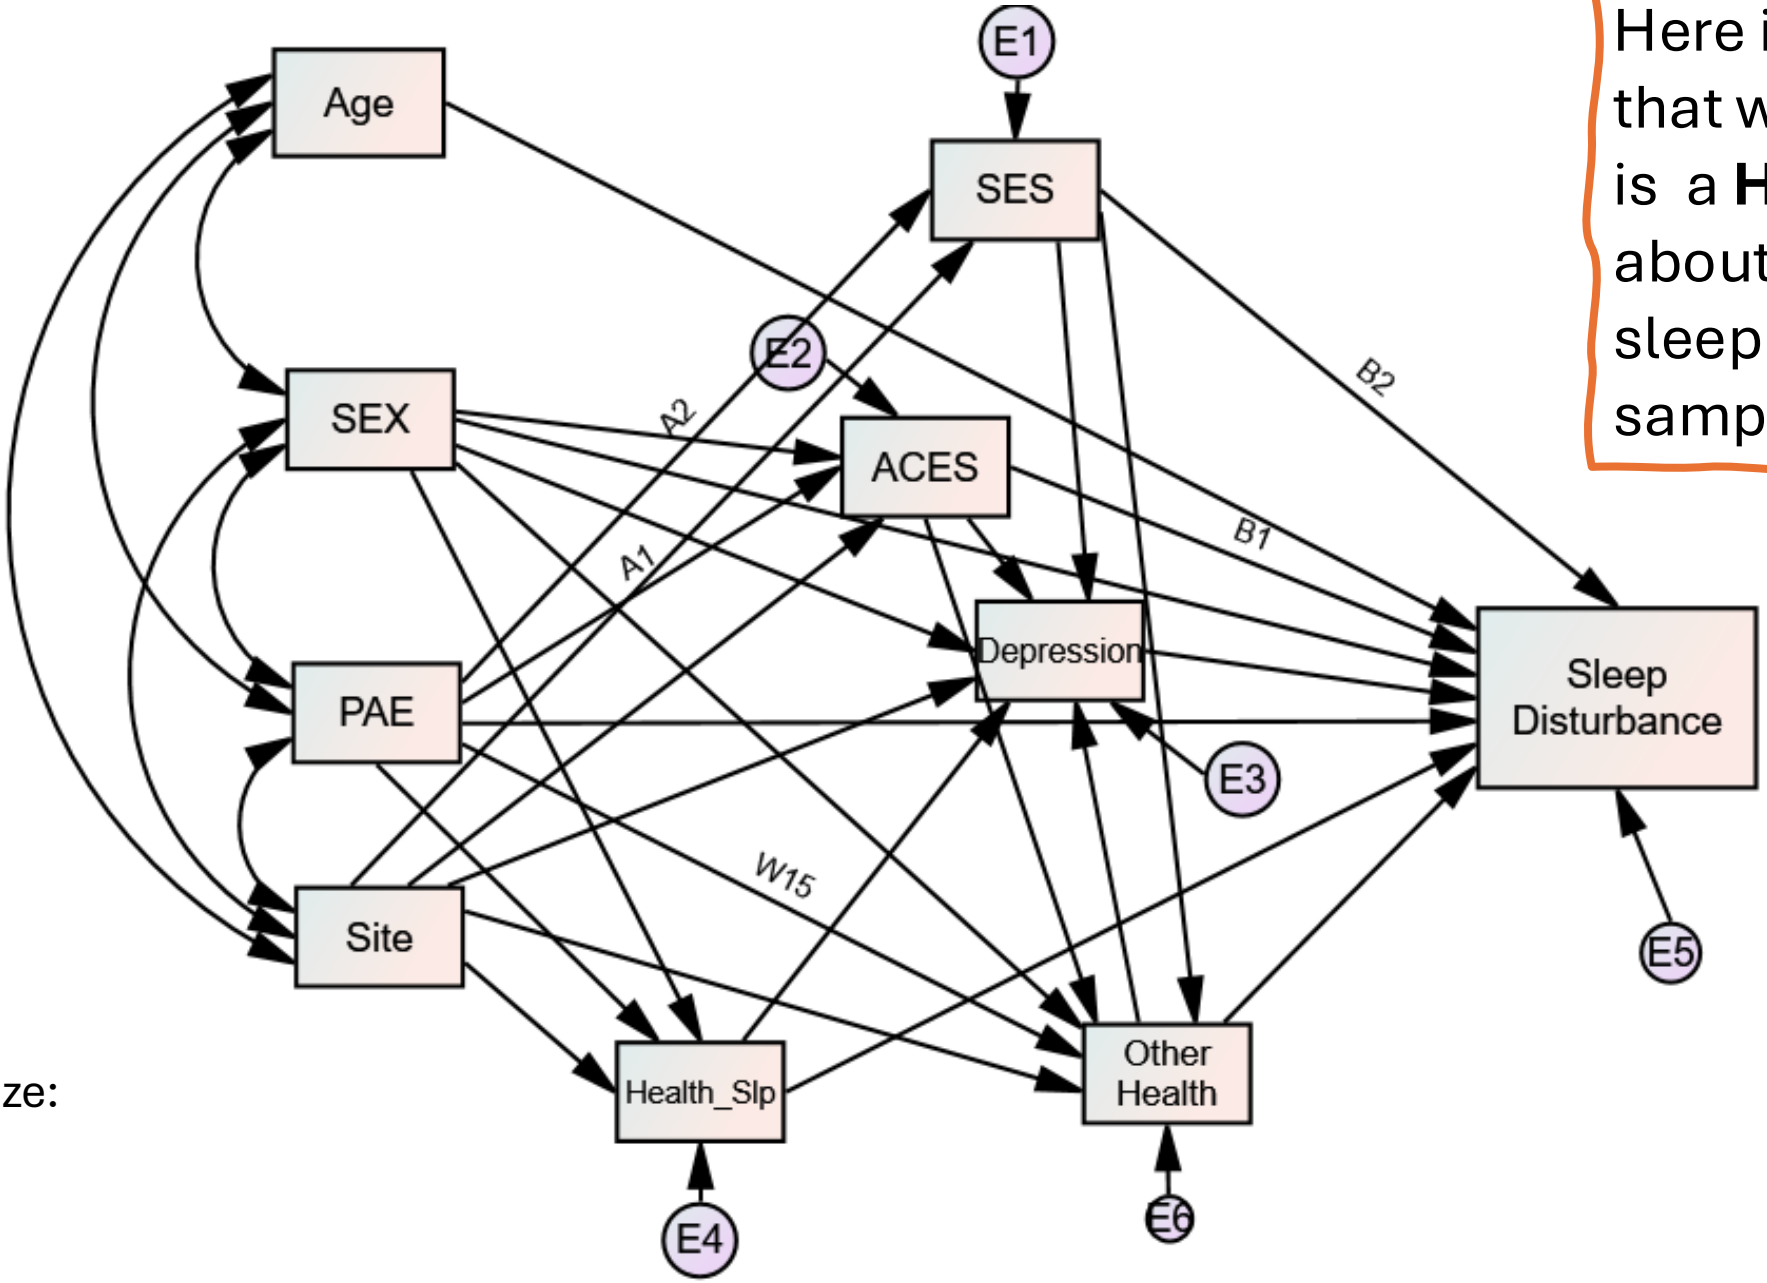 E1
Here i
that w
is a H
about
sleep
samp
Age
SES
E2
B2
A2
SEX
ACES
B1
A1
Depression
Sleep
Disturbance
PAE
E3
W15
Site
E5
Other
Health
Health_Slp
ze:
E6
E4